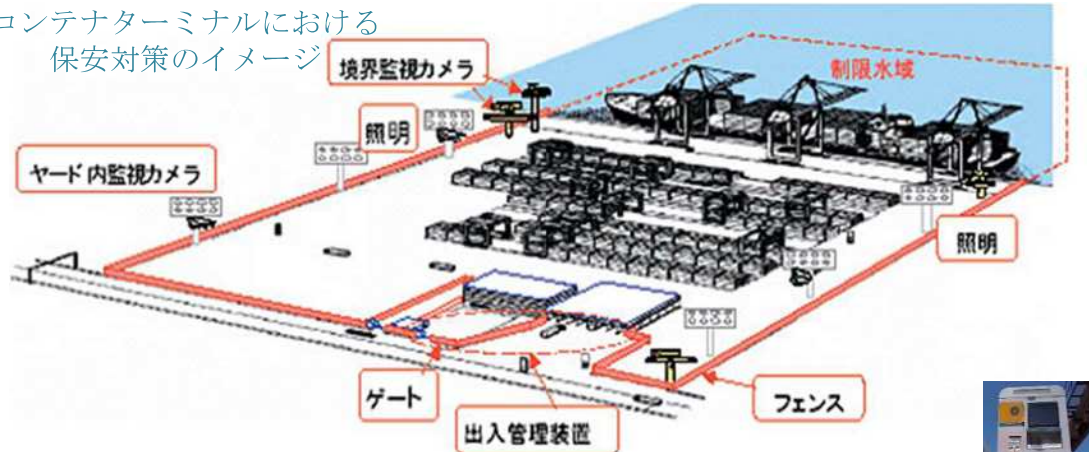 コンテナターミナルにおける
保安対策のイメージ
境界監視カメラ
制限水域
照明
ヤード内監視カメラ
照明
ゲート
フェンス
出入管理装置